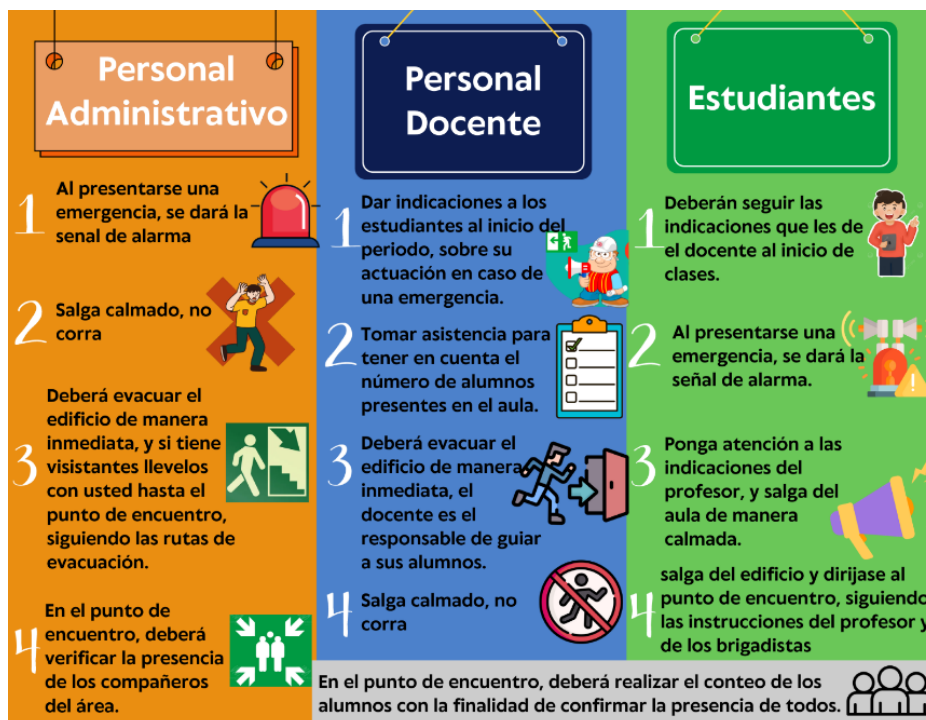 Personal
Administrativo
1
Al presentarse una
emergencia, se dará la
senal de alarma
2
Salga calmado, no
corra
3
Deberá evacuar el
edificio de manera
inmediata, y si tiene
visistantes llevelos
con usted hasta el
punto de encuentro,
siguiendo las rutas de
evacuación.
4
En el punto de
encuentro, deberá
verificar la presencia
de los compañeros
del área.
Personal
Docente
1
Dar indicaciones a los
estudiantes al inicio del
periodo, sobre su
actuación en caso de
una emergencia.
2
Tomar asistencia para
tener en cuenta el
número de alumnos
presentes en el aula.
3
Deberá evacuar el
edificio de manera
inmediata, el
docente es el
responsable de guiar
a sus alumnos.
4
Salga calmado, no
corra
Estudiantes
1
Deberán seguir las
indicaciones que les de
el docente al inicio de
clases.
2
Al presentarse una
emergencia, se dará la
señal de alarma.
3
Ponga atención a las
indicaciones del
profesor, y salga del
aula de manera
calmada.
4
salga del edificio y dirijase al
punto de encuentro, siguiendo
las instrucciones del profesor y
de los brigadistas
En el punto de encuentro, deberá realizar el conteo de los
alumnos con la finalidad de confirmar la presencia de todos.